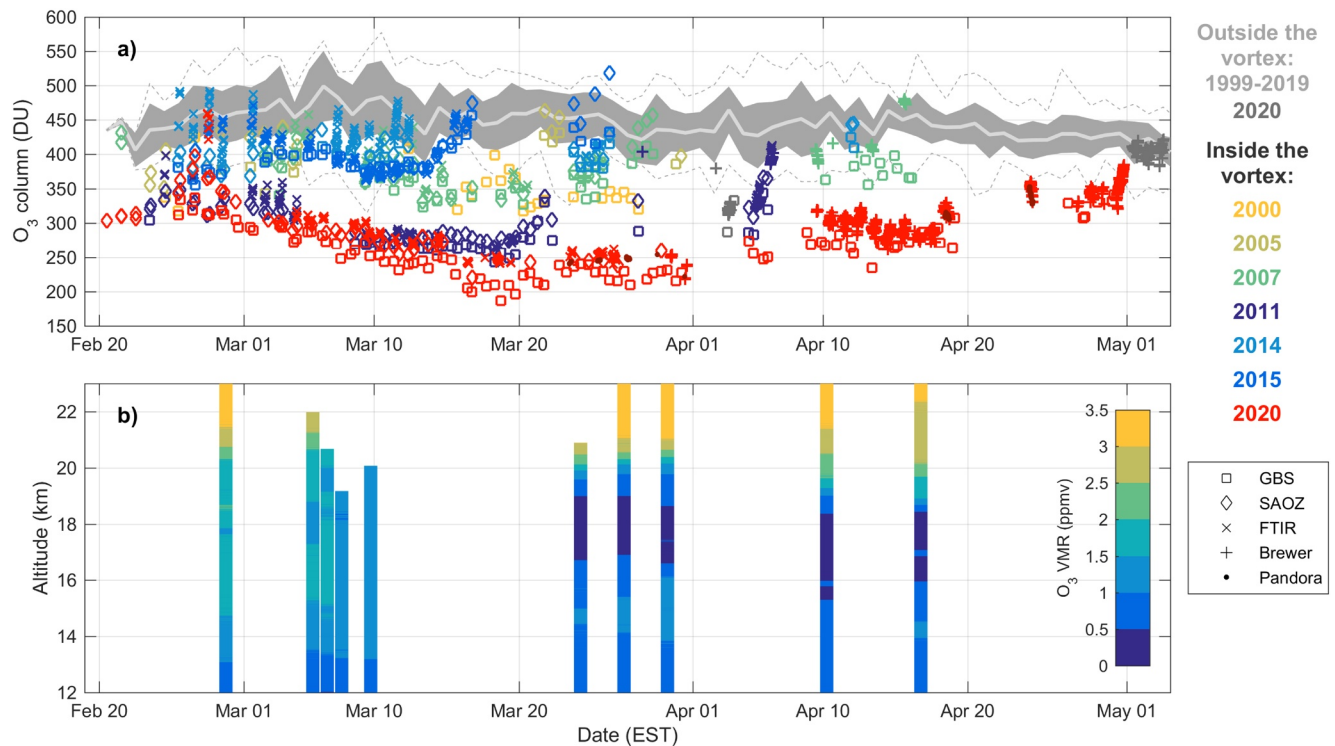 a)
O3 column (DU)
600
550
500
450
400
350
300
250
200
150
Feb 20
Mar 01
Mar 10
Mar 20
Apr 01
Apr 10
Apr 20
May 01
Outside the
vortex:
1999-2019
2020
Inside the
vortex:
2000
2005
2007
2011
2014
2015
2020
b)
Altitude (km)
22
20
18
16
14
12
Feb 20
Mar 01
Mar 10
Mar 20
Apr 01
Apr 10
Apr 20
May 01
Date (EST)
O3 VMR (ppmv)
3.5
3
2.5
2
1.5
1
0.5
0
GBS
SAOZ
FTIR
Brewer
Pandora